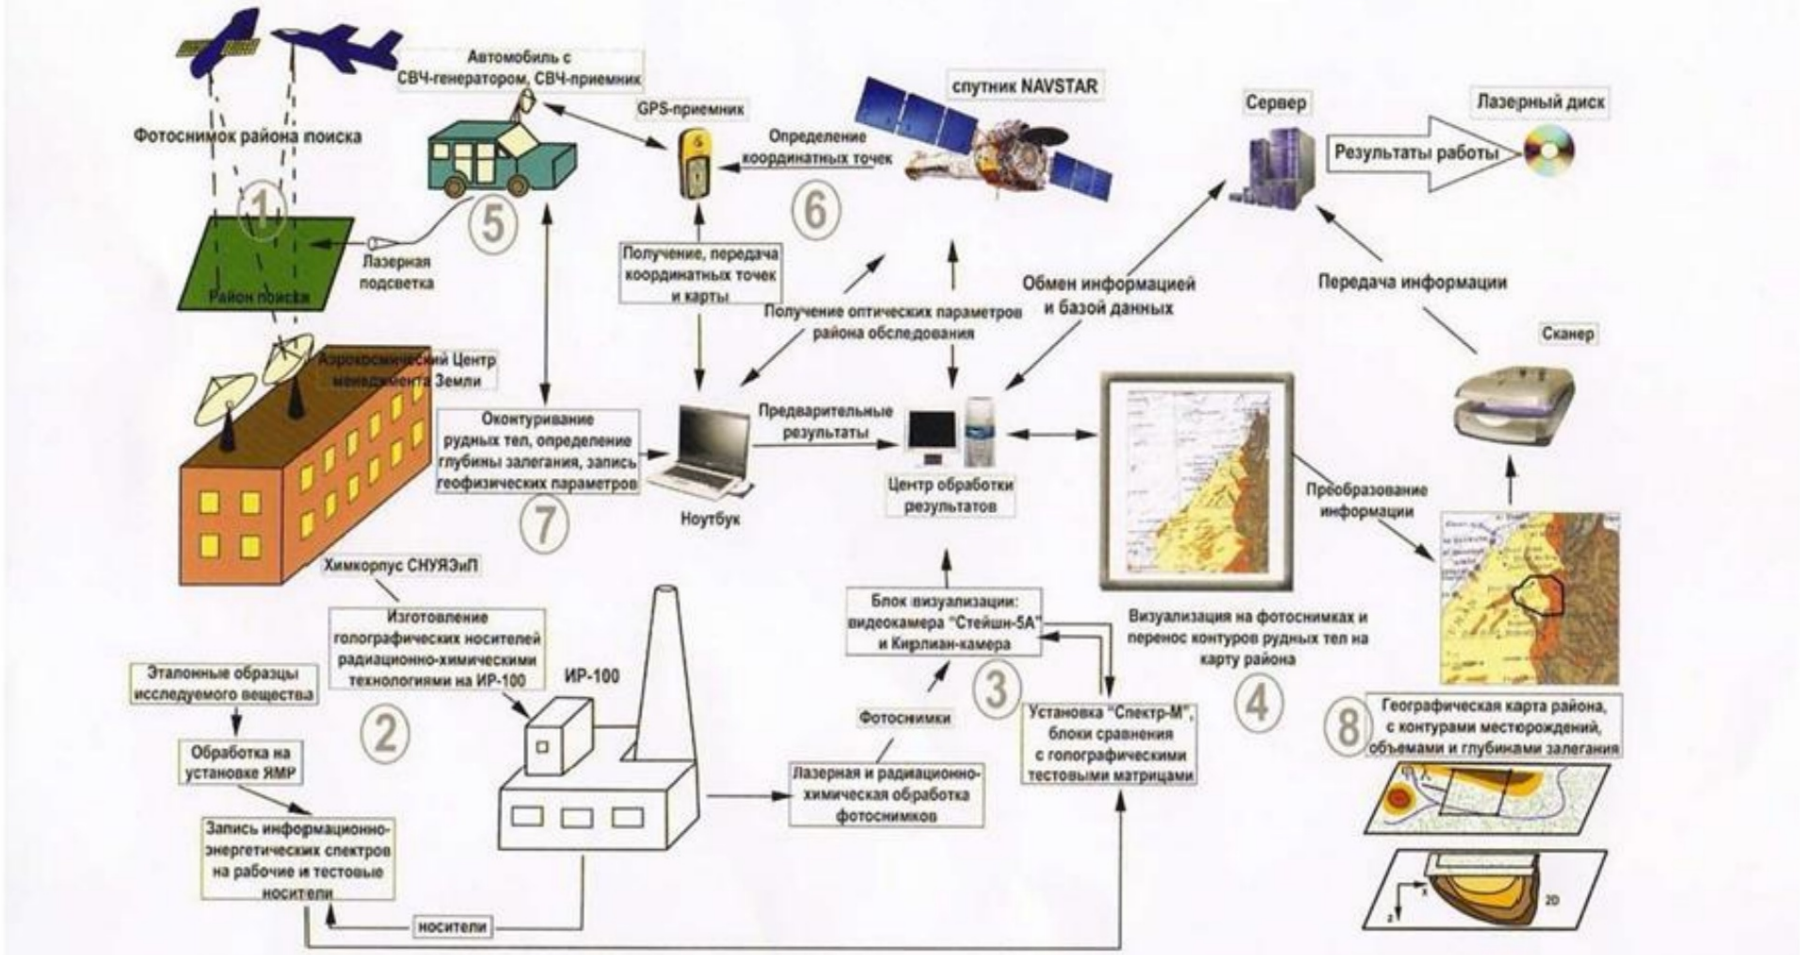 Автомобиль с
СВЧ-генератором, СВЧ-приемник
спутник NAVSTAR
Сервер
Лазерный диск
GPS-приемник
Фотоснимок района поиска
Определение
координатных точек
Результаты работы
1
5
6
Лазерная
подсветка
Район поиска
Получение, передача
координатных точек
и карты
Получение оптических параметров
района обследования
Обмен информацией
и базой данных
Передача информации
Сканер
Аэрокосмический Центр
менеджмента Земли
Оконтуривание
рудных тел, определение
глубины залегания, запись
геофизических параметров
7
Ноутбук
Предварительные
результаты
Центр обработки
результатов
Преобразование
информации
Химкорпус СНУЯЭиП
Изготовление
голографических носителей
радиационно-химическими
технологиями на ИР-100
Блок визуализации:
видеокамера "Стейшн-5А"
и Кирлиан-камера
3
Визуализация на фотоснимках и
перенос контуров рудных тел на
карту района
4
Эталонные образцы
исследуемого вещества
2
ИР-100
Обработка на
установке ЯМР
Фотоснимки
Установка "Спектр-М",
блоки сравнения
с голографическими
тестовыми матрицами
8
Географическая карта района,
с контурами месторождений,
объемами и глубинами залегания
Лазерная и радиационно-
химическая обработка
фотоснимков
Запись информационно-
энергетических спектров
на рабочие и тестовые
носители
носители
X
Z
2D